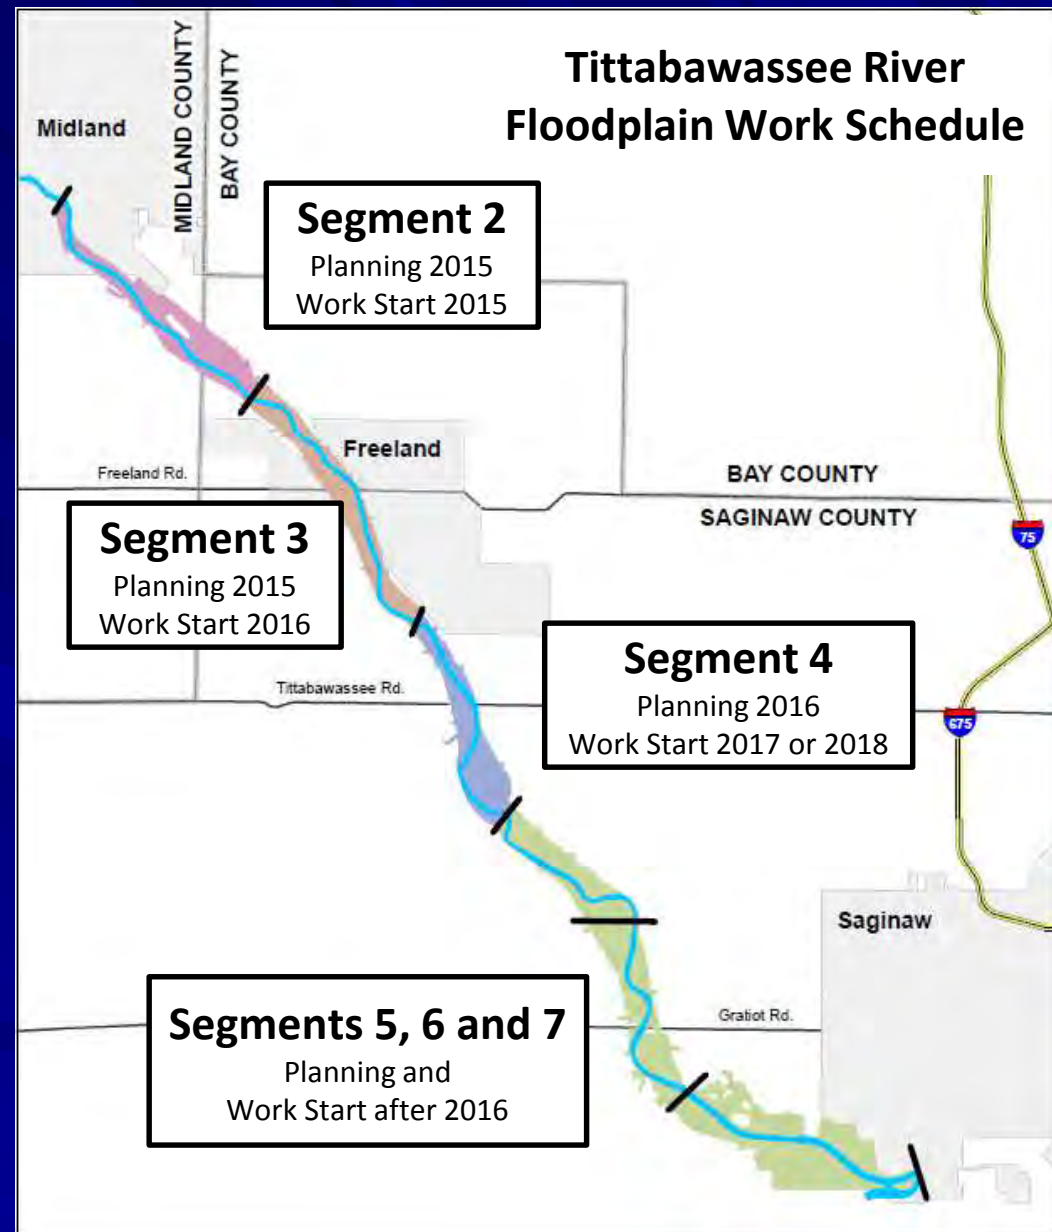 Tittabawassee River
Floodplain Work Schedule
MIDLAND COUNTY
BAY COUNTY
Midland
Segment 2
Planning 2015
Work Start 2015
Freeland
Freeland Rd.
BAY COUNTY
SAGINAW COUNTY
75
Segment 3
Planning 2015
Work Start 2016
Segment 4
Planning 2016
Work Start 2017 or 2018
Tittabawassee Rd.
675
Saginaw
Segments 5, 6 and 7
Planning and
Work Start after 2016
Gratiot Rd.